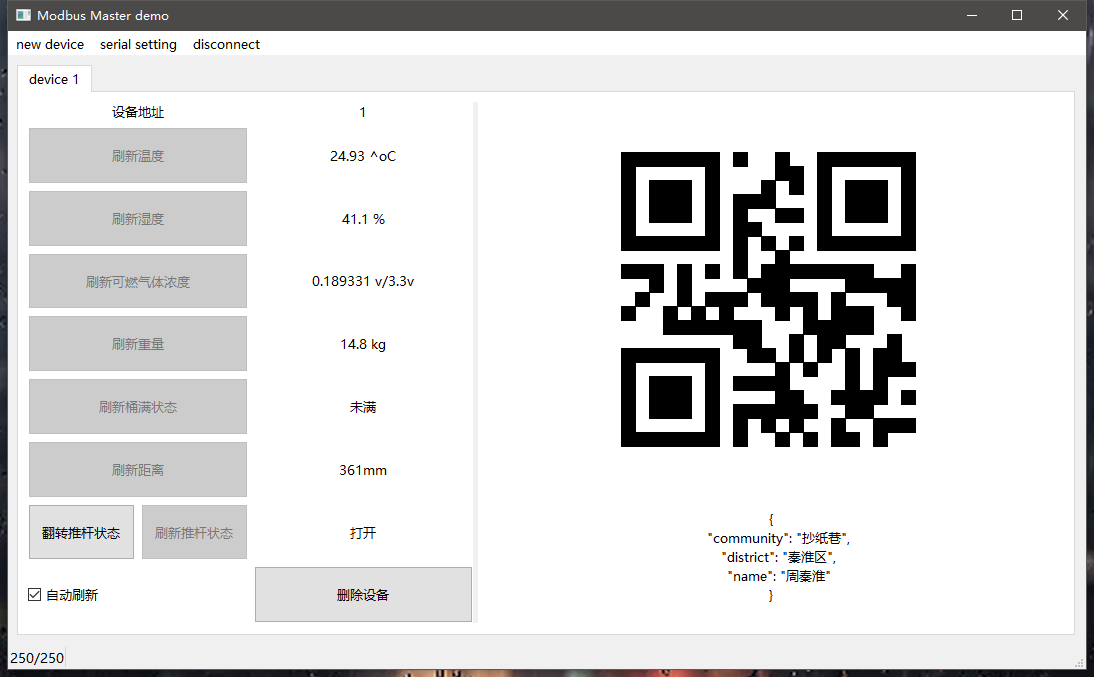 Modbus Master demo
new device serial setting disconnect
device 1
设备地址 1
刷新温度 24.93 ^oC
刷新湿度 41.1 %
刷新可燃气体浓度 0.189331 v/3.3v
刷新重量 14.8 kg
刷新桶满状态 未满
刷新距离 361mm
翻转推杆状态 刷新推杆状态 打开
自动刷新 删除设备
{
"community": "抄纸巷",
"district": "秦淮区",
"name": "周秦淮"
}
250/250